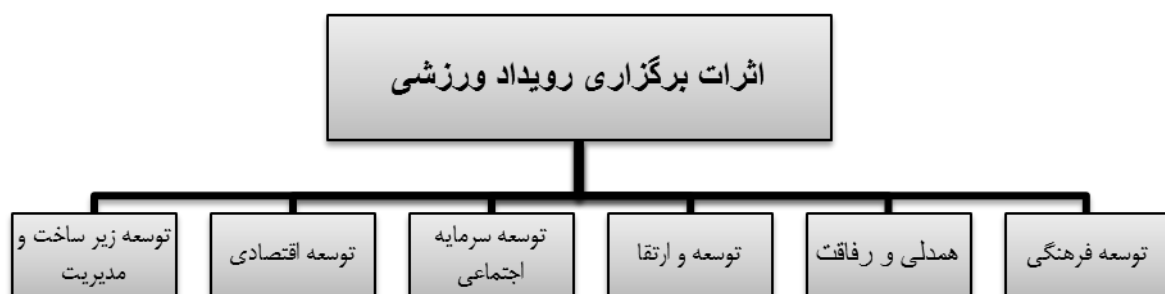 اثرات برگزاری رویداد ورزشی
توسعه فرهنگی
همدلی و رفاقت
توسعه و ارتقا
توسعه سرمایه
اجتماعی
توسعه اقتصادی
توسعه زیر ساخت و
مدیریت